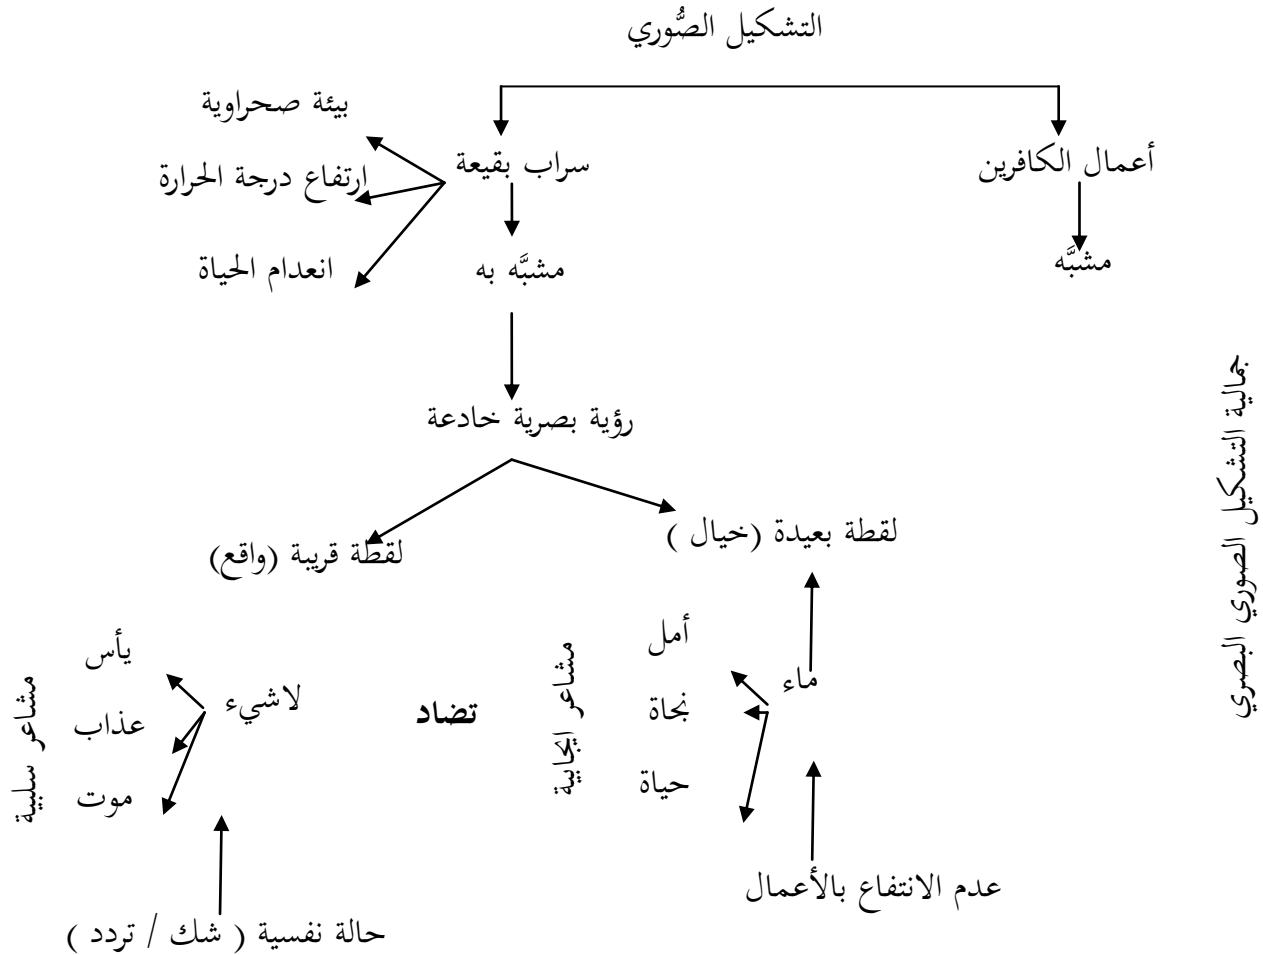 التشكيل الصُّوري
بيئة صحراوية
أعمال الكافرين
سراب بقيعة
ارتفاع درجة الحرارة
مشبَّه
مشبَّه به
انعدام الحياة
رؤية بصرية خادعة
لقطة بعيدة (خيال )
لقطة قريبة (واقع)
جمالية التشكيل الصوري البصري
أمل
ماء
نجاة
حياة
مشاعر ايجابية
تضاد
لاشيء
يأس
عذاب
موت
مشاعر سلبية
عدم الانتفاع بالأعمال
حالة نفسية ( شك / تردد )